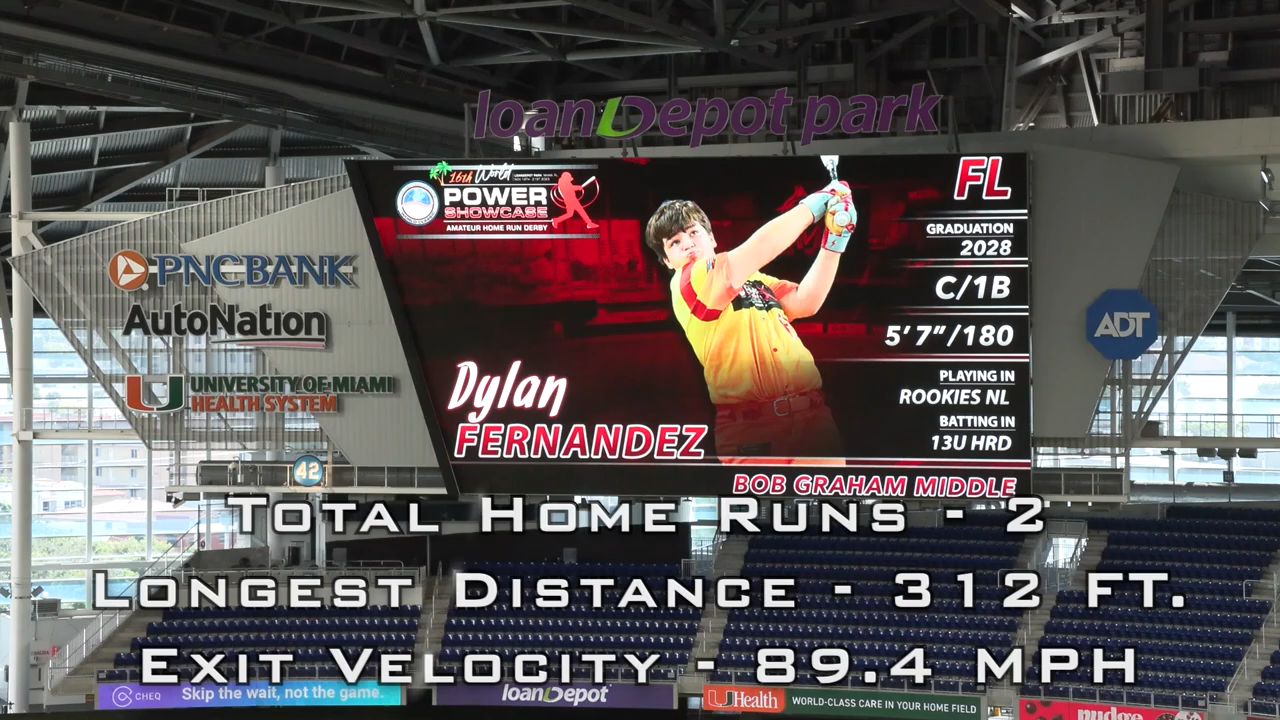 loanDepot park
16th World
POWER
SHOWCASE
AMATEUR HOME RUN DERBY
FL
GRADUATION
2028
C/1B
5'7"/180
PLAYING IN
ROOKIES NL
BATTING IN
13U HRD
Dylan
FERNANDEZ
BOB GRAHAM MIDDLE
PNC BANK
AutoNation
U UNIVERSITY OF MIAMI
HEALTH SYSTEM
ADT
42
TOTAL HOME RUNS - 2
LONGEST DISTANCE - 312 FT.
EXIT VELOCITY - 89.4 MPH
CHEQ Skip the wait, not the game.
loanDepot
UHealth WORLD-CLASS CARE IN YOUR HOME FIELD
nudge